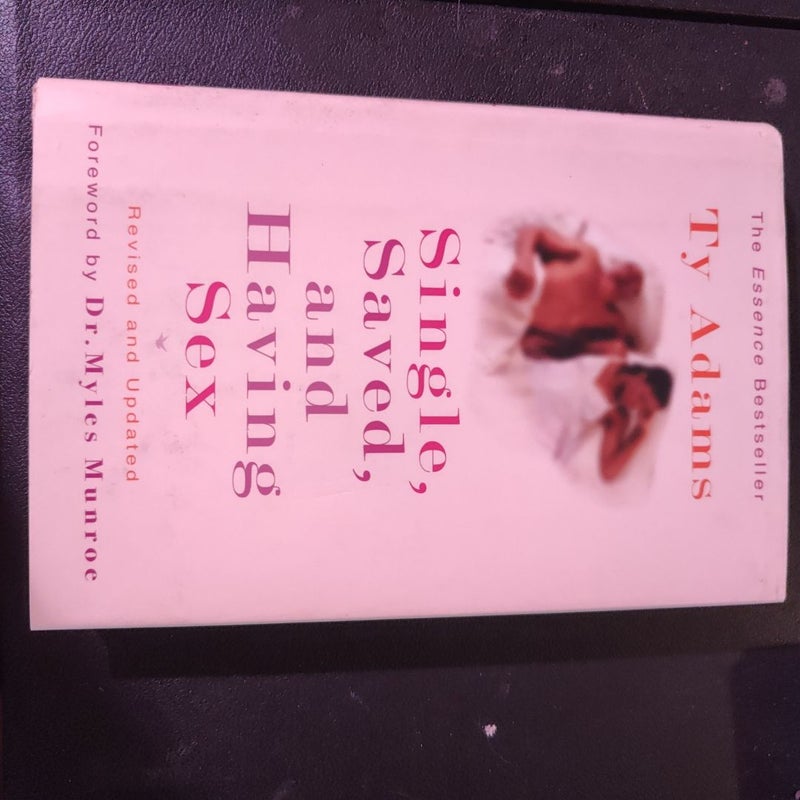 The Essence Bestseller
Ty Adams
Single,
Saved,
and
Having
Sex
Revised and Updated
Foreword by Dr. Myles Munroe